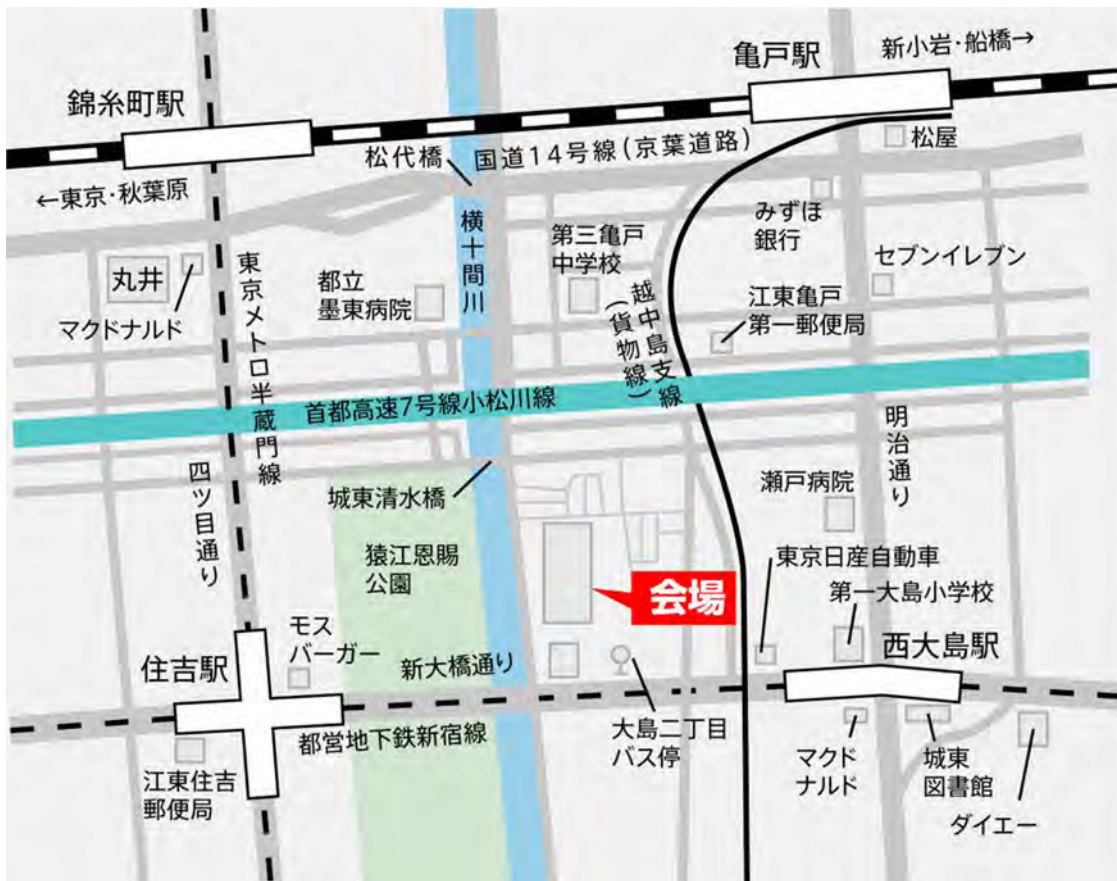 新小岩・船橋→
亀戸駅
錦糸町駅
松屋
松代橋
国道14号線(京葉道路)
←東京・秋葉原
みずほ
銀行
横十間川
第三亀戸
中学校
セブンイレブン
丸井
マクドナルド
東京メトロ半蔵門線
都立
墨東病院
越中島支線
(貨物線)
江東亀戸
第一郵便局
首都高速7号線小松川線
明治通り
四ツ目通り
城東清水橋
瀬戸病院
猿江恩賜
公園
会場
東京日産自動車
第一大島小学校
モス
バーガー
住吉駅
新大橋通り
西大島駅
都営地下鉄新宿線
大島二丁目
バス停
マクド
ナルド
城東
図書館
江東住吉
郵便局
ダイエー